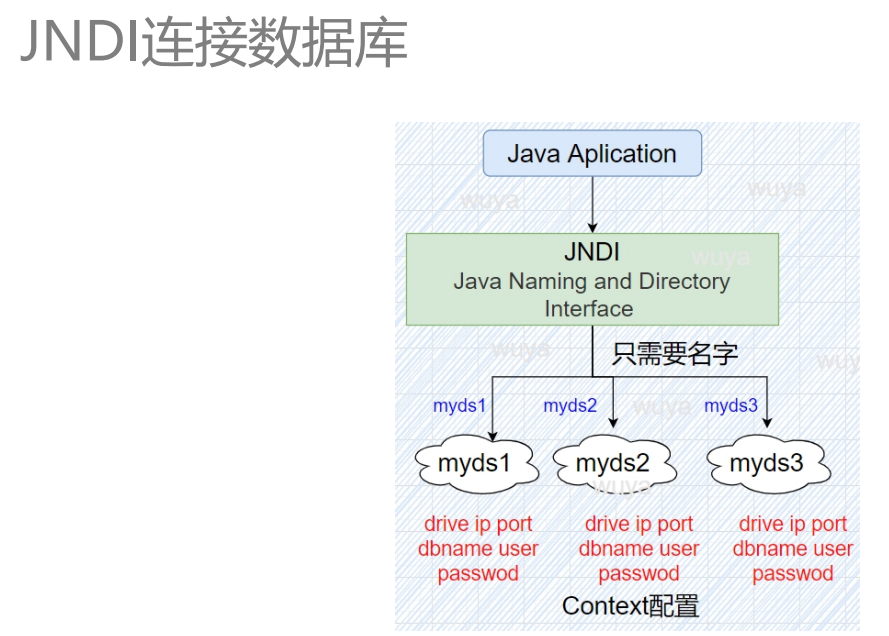 JNDI连接数据库
Java Aplication
wuya
wuya
JNDI
wuya
Java Naming and Directory
Interface
只需要名字
wuya
wuy
myds1
myds2
wuya
myds3
myds1
myds2
myds3
wuya
drive ip port
dbname user
passwod
drive ip port
dbname user
passwod
drive ip port
dbname user
passwod
Context配置